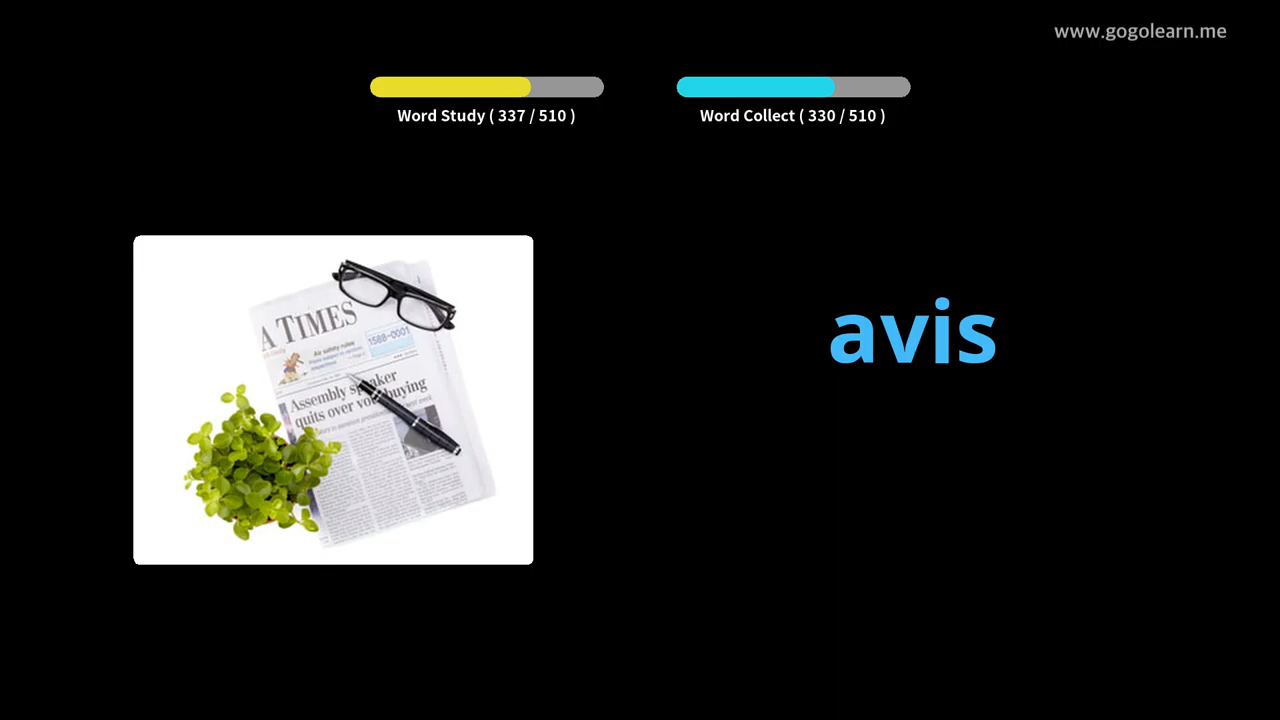 www.gogolearn.me
Word Study ( 337 / 510 )
Word Collect ( 330 / 510 )
A TIMES
Air safety rules
1588-0001
Assembly speaker
quits over vote buying
avis